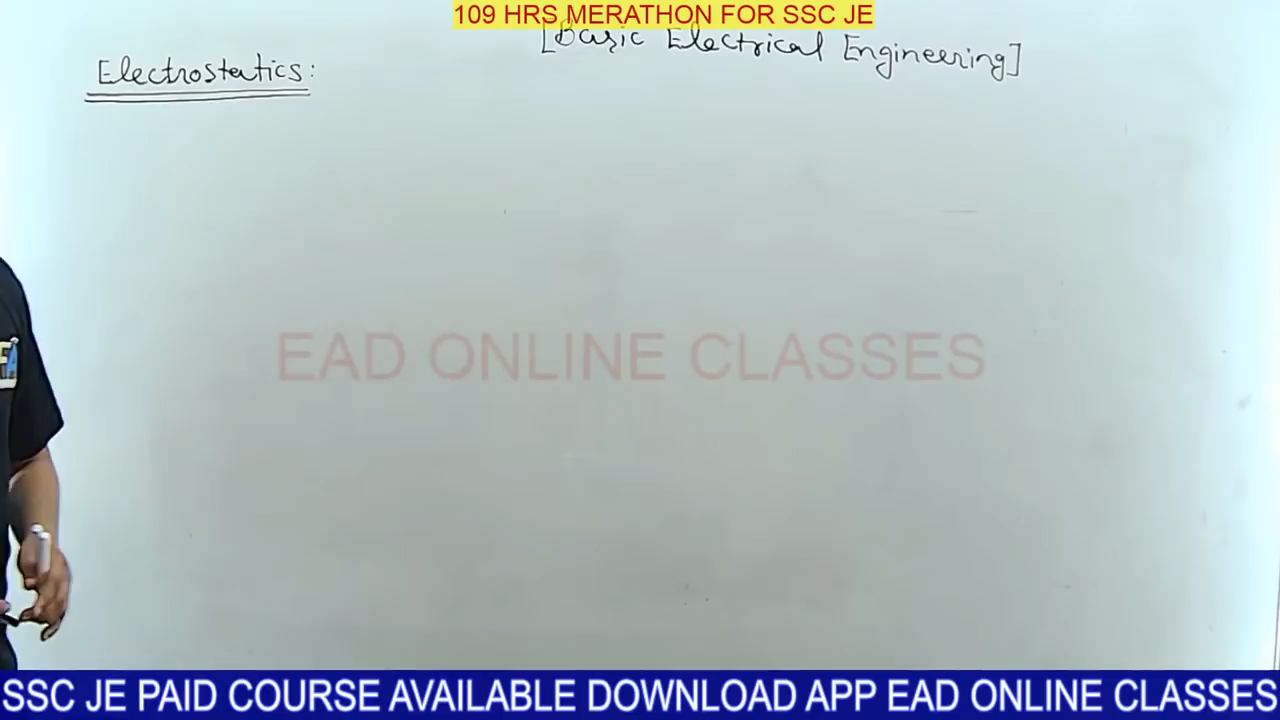 109 HRS MERATHON FOR SSC JE
[Basic Electrical Engineering]
Electrostatics:
EAD ONLINE CLASSES
SSC JE PAID COURSE AVAILABLE DOWNLOAD APP EAD ONLINE CLASSES